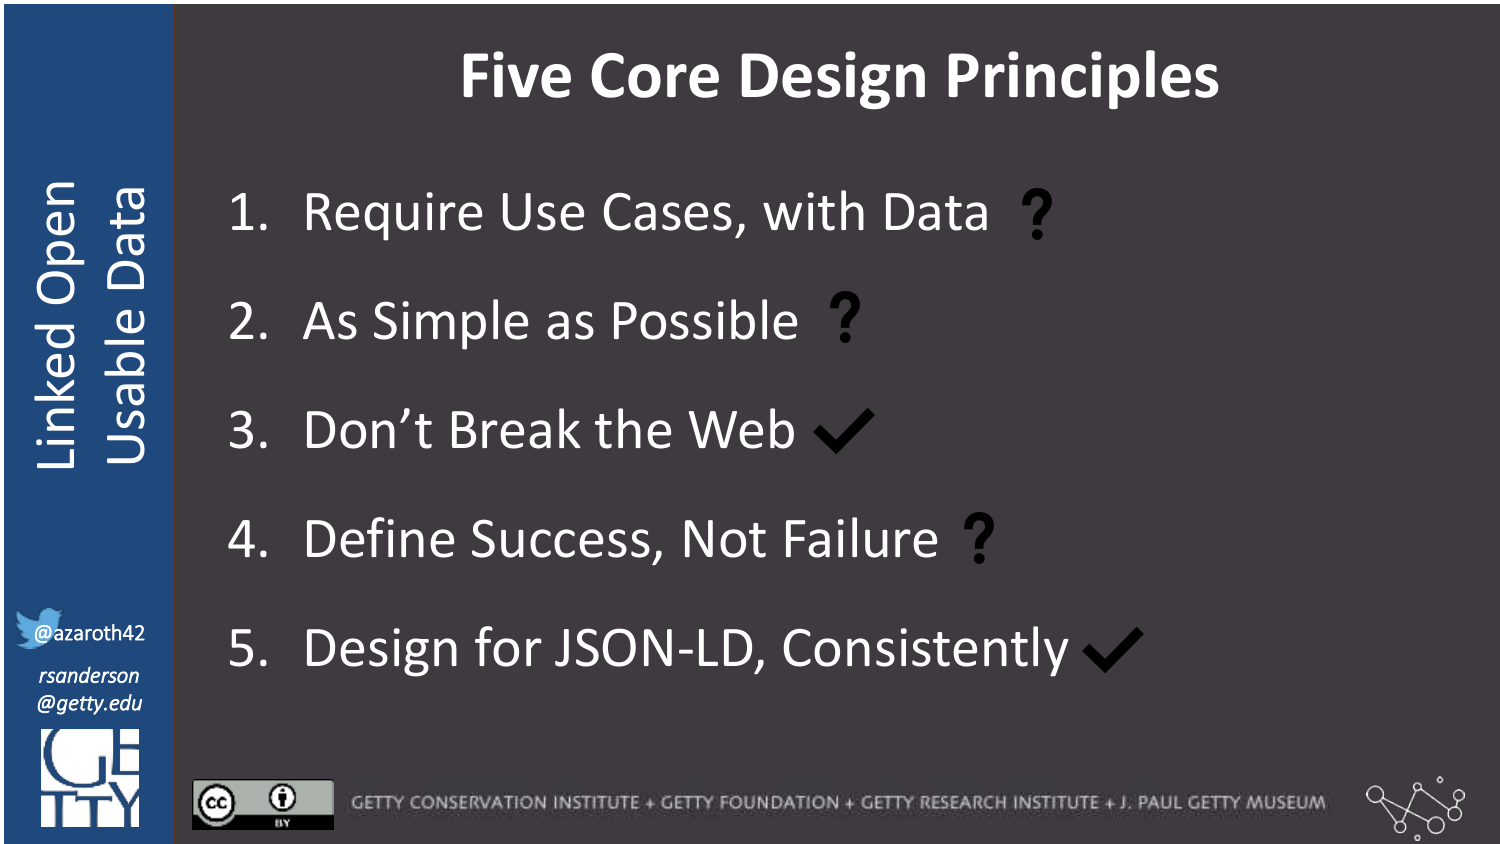 Five Core Design Principles
Linked Open
Usable Data
1. Require Use Cases, with Data ?
2. As Simple as Possible ?
3. Don’t Break the Web ✔
4. Define Success, Not Failure ?
5. Design for JSON-LD, Consistently ✔
@azaroth42
rsanderson
@getty.edu
GE
TTY
cc
BY
GETTY CONSERVATION INSTITUTE + GETTY FOUNDATION + GETTY RESEARCH INSTITUTE + J. PAUL GETTY MUSEUM